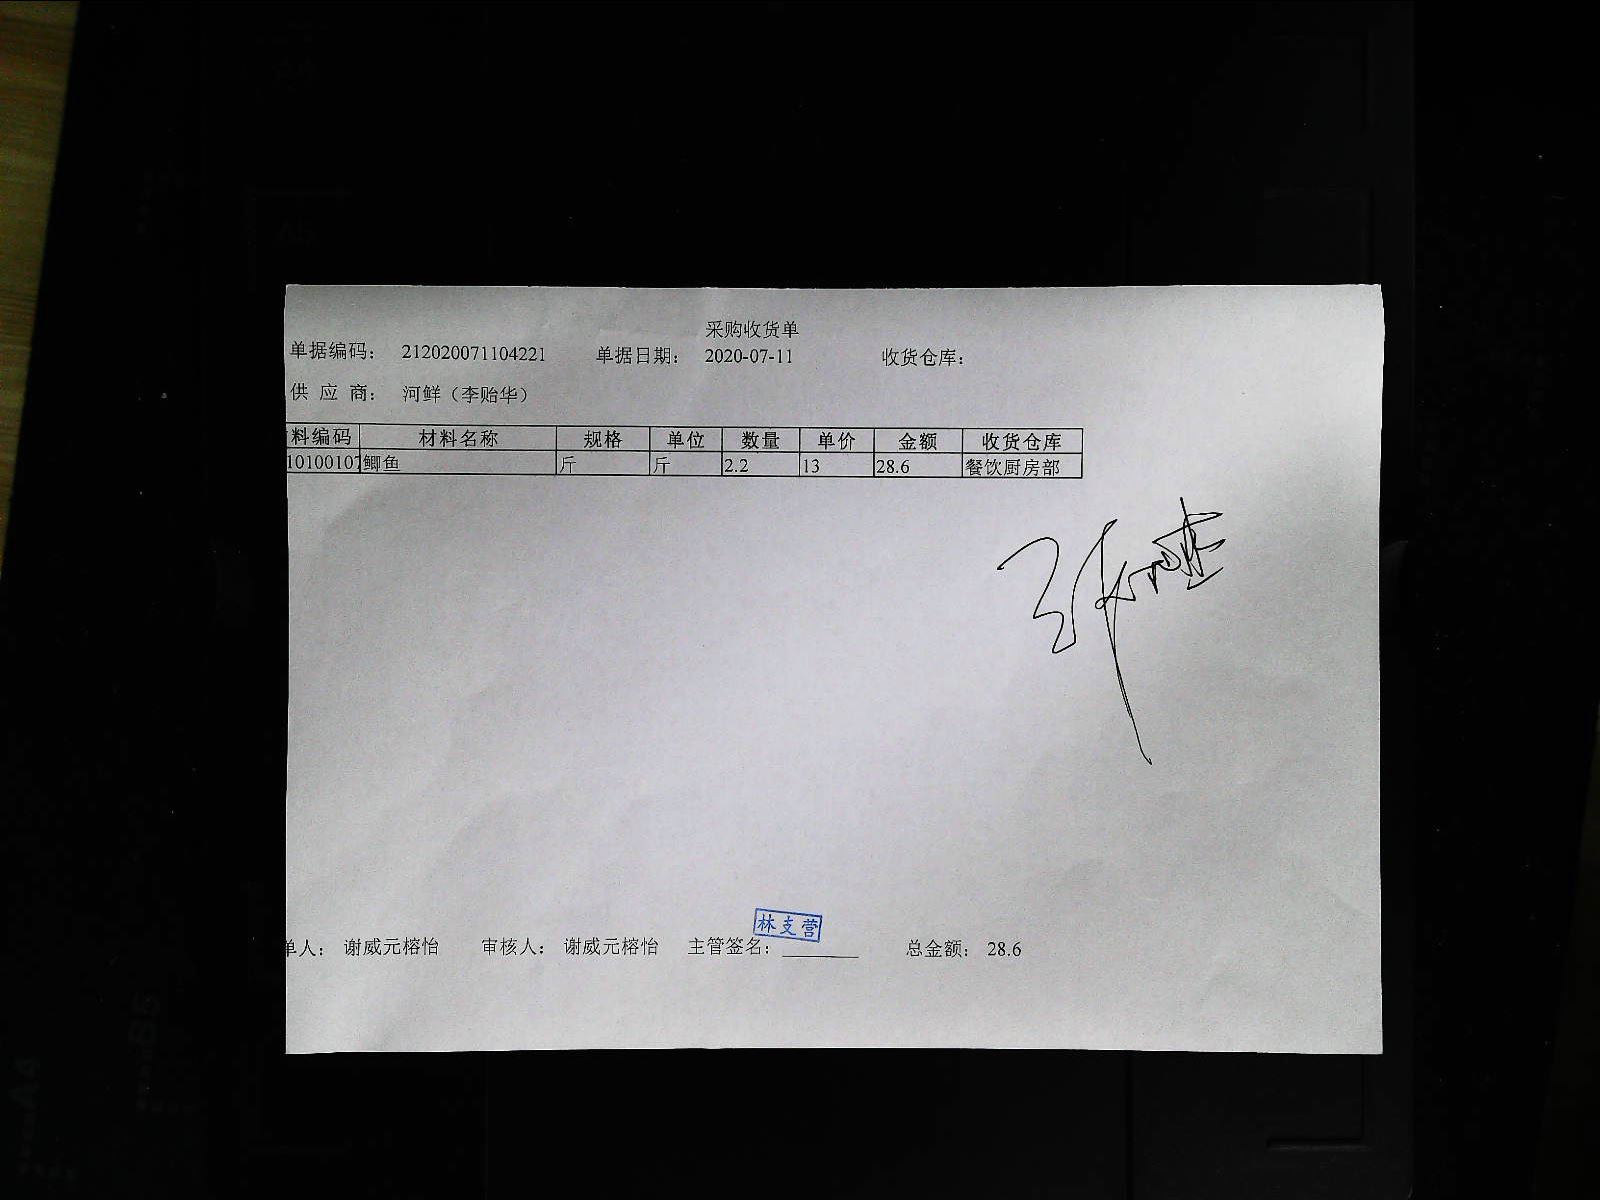 采购收货单
单据编码： 212020071104221 单据日期： 2020-07-11 收货仓库：
供 应 商： 河鲜（李贻华）
料编码 材料名称 规格 单位 数量 单价 金额 收货仓库
10100107 鲫鱼 斤 斤 2.2 13 28.6 餐饮厨房部
林支营
单人： 谢威元榕怡 审核人： 谢威元榕怡 主管签名： 总金额： 28.6